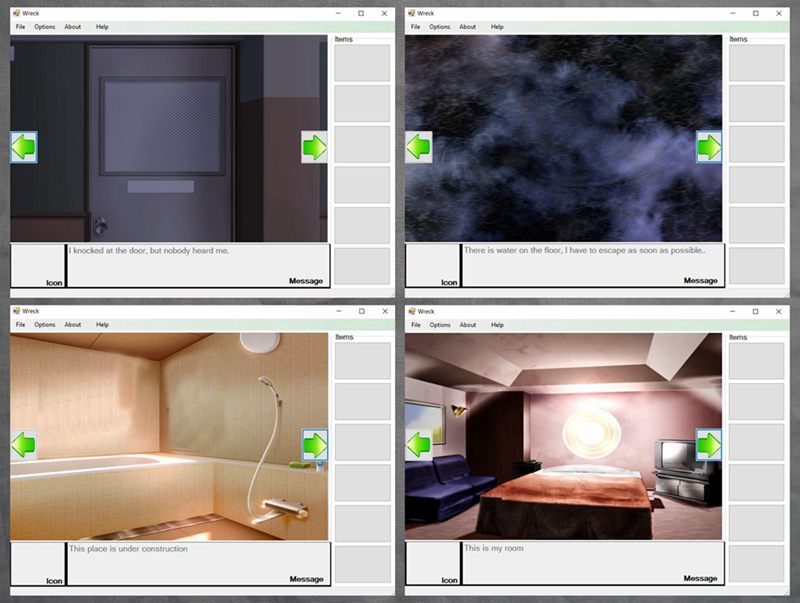 Wreck
File Options About Help
Items
I knocked at the door, but nobody heard me.
Icon
Message
Wreck
File Options About Help
Items
There is water on the floor, I have to escape as soon as possible..
Icon
Message
Wreck
File Options About Help
Items
This place is under construction
Icon
Message
Wreck
File Options About Help
Items
This is my room
Icon
Message